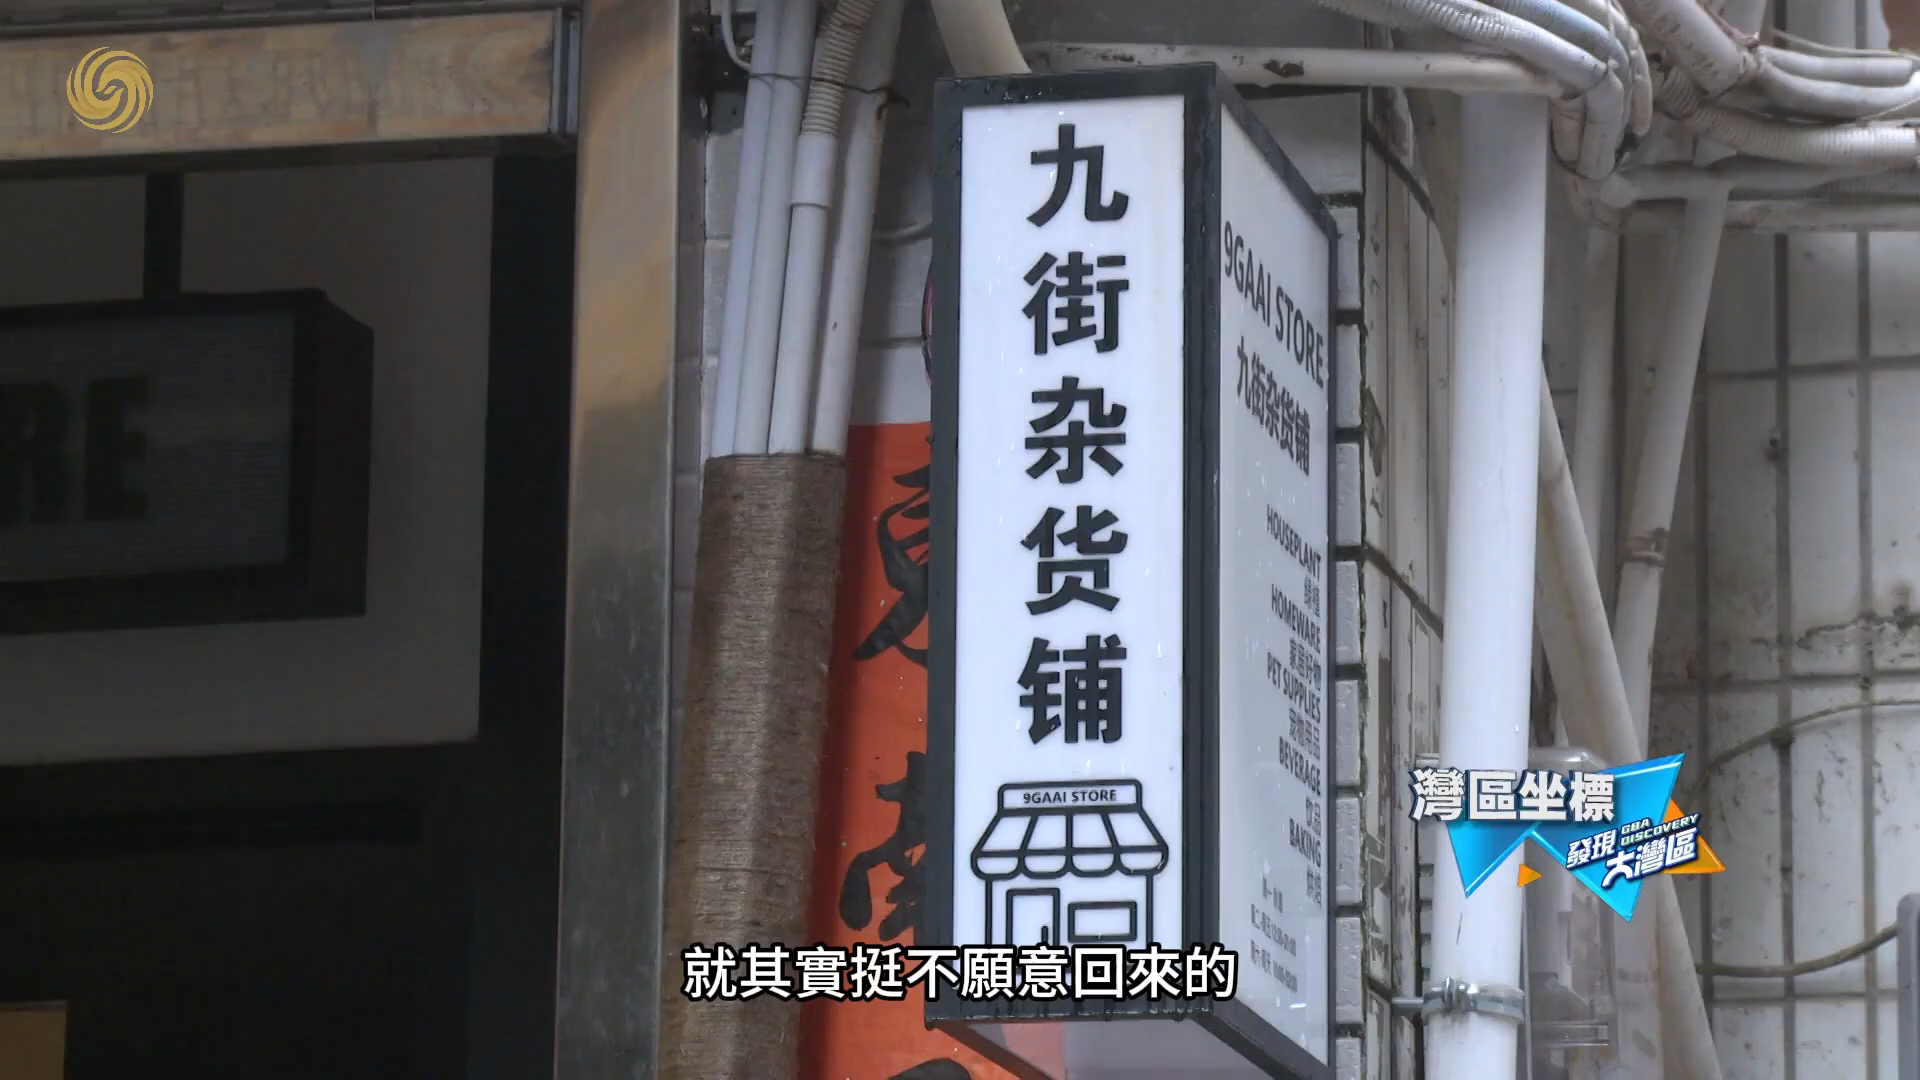 九街杂货铺
9GAAI STORE
9GAAI STORE
九街杂货铺
HOUSEPLANT
绿植
HOMEWARE
家居好物
PET SUPPLIES
宠物用品
BEVERAGE
饮品
BAKING
烘焙
RE
灣區坐標
GBA DISCOVERY
發現大灣區
就其實挺不願意回來的